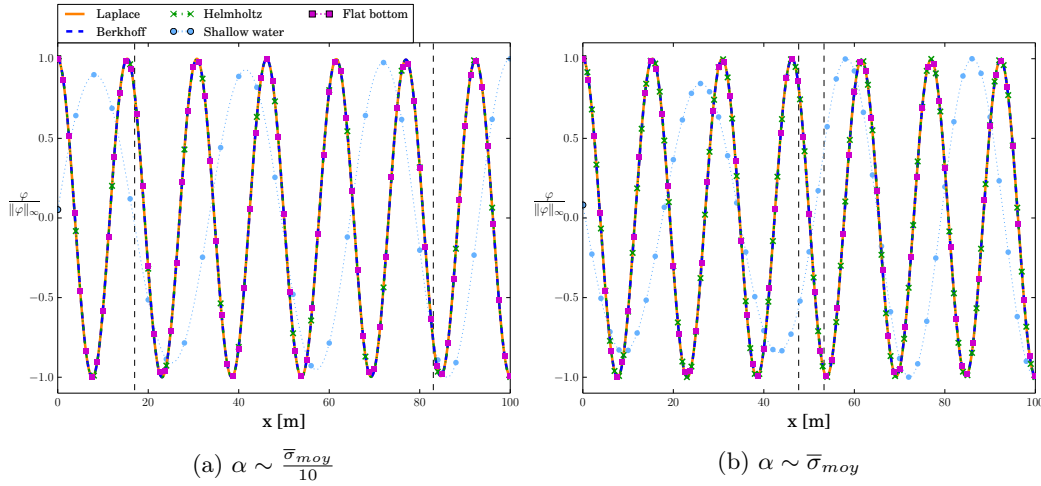 Laplace
Berkhoff
Helmholtz
Shallow water
Flat bottom
1.0
0.5
0.0
−0.5
−1.0
φ
‖φ‖∞
0
20
40
60
80
100
x [m]
(a) α ∼ σ̅moy
10
1.0
0.5
0.0
−0.5
−1.0
φ
‖φ‖∞
0
20
40
60
80
100
x [m]
(b) α ∼ σ̅moy